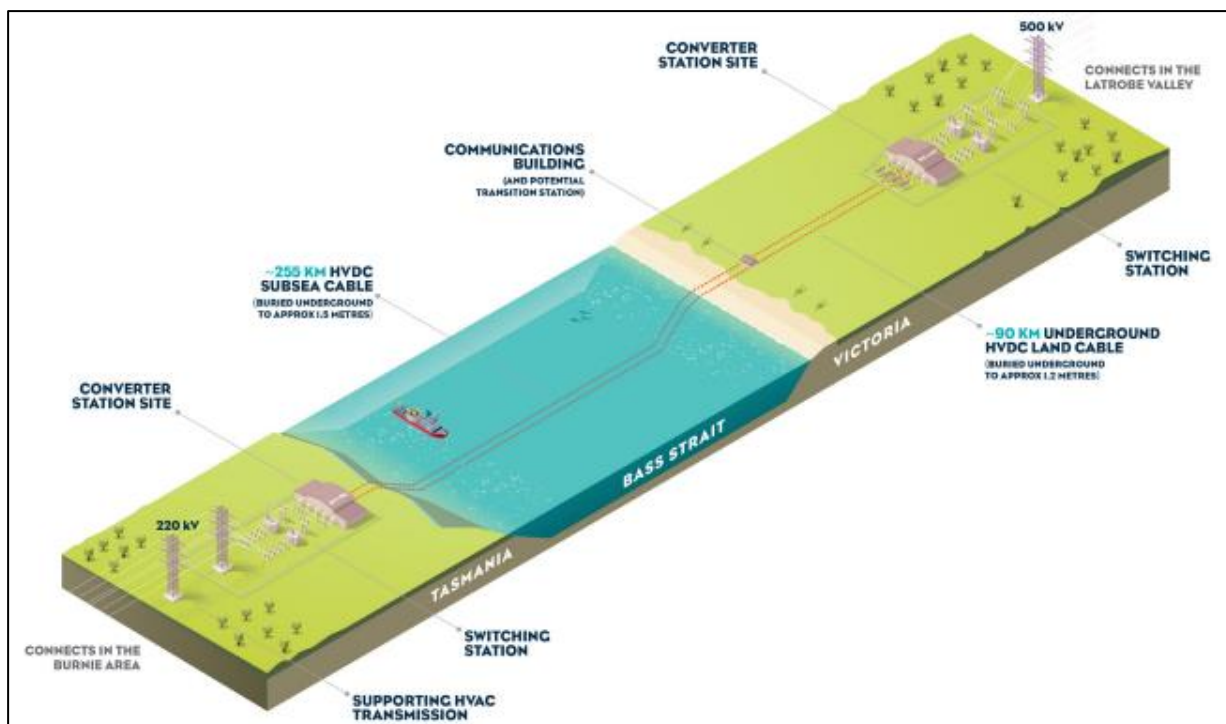 500 kV
CONVERTER
STATION SITE
CONNECTS IN THE
LATROBE VALLEY
COMMUNICATIONS
BUILDING
(AND POTENTIAL
TRANSITION STATION)
~255 KM HVDC
SUBSEA CABLE
(BURIED UNDERGROUND
TO APPROX 1.5 METRES)
SWITCHING
STATION
VICTORIA
~90 KM UNDERGROUND
HVDC LAND CABLE
(BURIED UNDERGROUND
TO APPROX 1.2 METRES)
CONVERTER
STATION SITE
BASS STRAIT
220 kV
TASMANIA
CONNECTS IN THE
BURNIE AREA
SWITCHING
STATION
SUPPORTING HVAC
TRANSMISSION